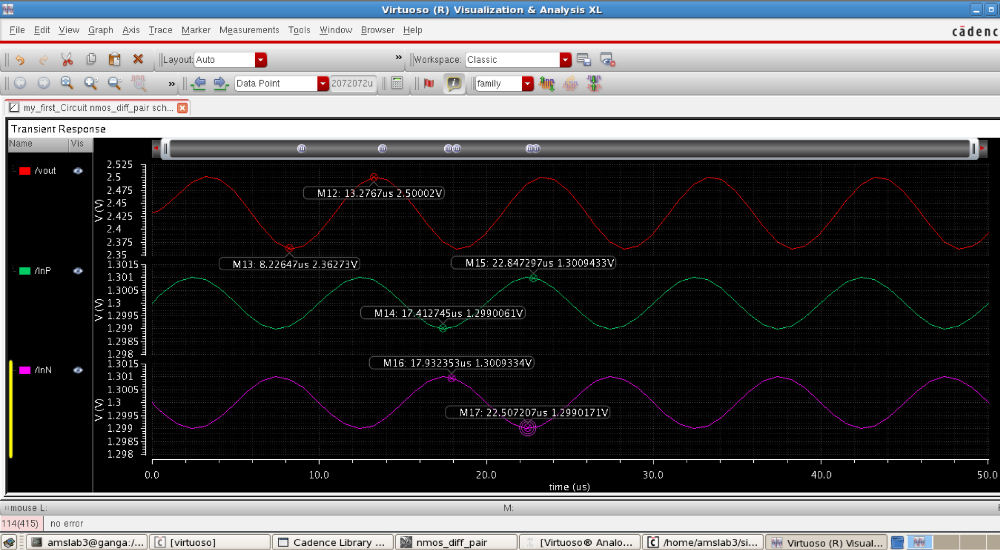 Virtuoso (R) Visualization & Analysis XL
File Edit View Graph Axis Trace Marker Measurements Tools Window Browser Help
cādenc
Layout: Auto » Workspace: Classic
» Data Point 2072072u family
my_first_Circuit nmos_diff_pair sch...
Transient Response
Name Vis
m m m m m m
/vout
V (V)
2.525
2.5
2.475
2.45
2.425
2.4
2.375
2.35
M12: 13.2767us 2.50002V
M13: 8.22647us 2.36273V
/InP
V (V)
1.3015
1.301
1.3005
1.3
1.2995
1.299
1.2985
1.298
M15: 22.847297us 1.3009433V
M14: 17.412745us 1.2990061V
/InN
V (V)
1.3015
1.301
1.3005
1.3
1.2995
1.299
1.2985
1.298
M16: 17.932353us 1.3009334V
M17: 22.507207us 1.2990171V
0.0 10.0 20.0 30.0 40.0 50.0
time (us)
mouse L: M:
114(415) no error
amslab3@ganga:/... [virtuoso] Cadence Library ... nmos_diff_pair [Virtuoso® Analo... /home/amslab3/si... Virtuoso (R) Visual...